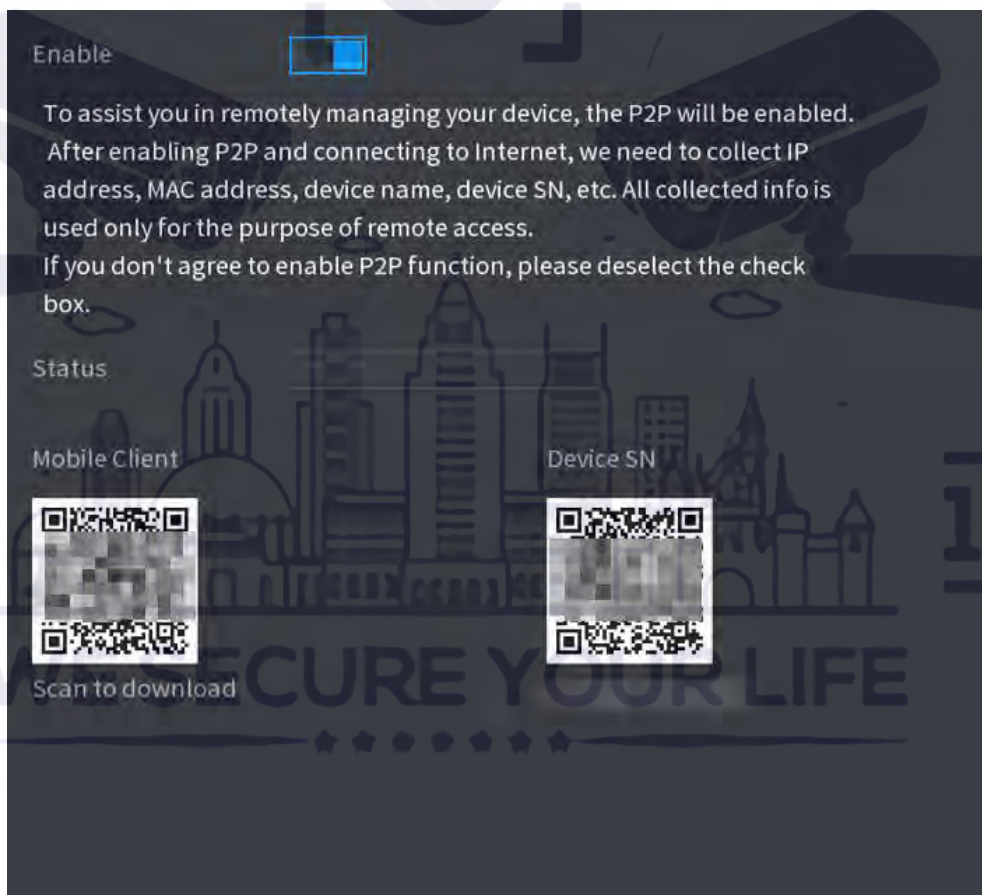 Enable
To assist you in remotely managing your device, the P2P will be enabled.
After enabling P2P and connecting to Internet, we need to collect IP
address, MAC address, device name, device SN, etc. All collected info is
used only for the purpose of remote access.
If you don't agree to enable P2P function, please deselect the check
box.
Status
Mobile Client
Device SN
SECURE YOUR LIFE
Scan to download